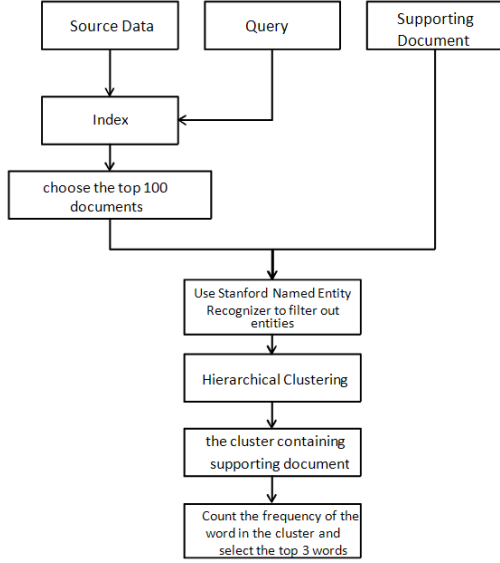 Source Data
Query
Supporting
Document
Index
choose the top 100
documents
Use Stanford Named Entity
Recognizer to filter out
entities
Hierarchical Clustering
the cluster containing
supporting document
Count the frequency of the
word in the cluster and
select the top 3 words